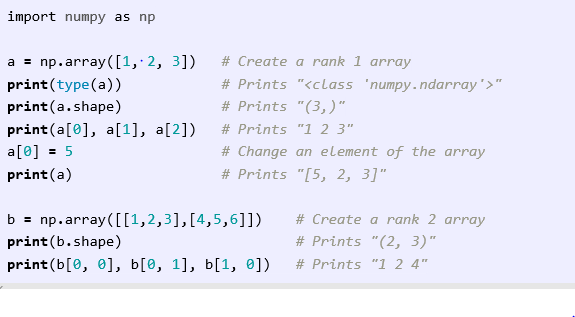 import numpy as np
a = np.array([1, 2, 3])   # Create a rank 1 array
print(type(a))            # Prints "<class 'numpy.ndarray'>"
print(a.shape)            # Prints "(3,)"
print(a[0], a[1], a[2])   # Prints "1 2 3"
a[0] = 5                  # Change an element of the array
print(a)                  # Prints "[5, 2, 3]"
b = np.array([[1,2,3],[4,5,6]])    # Create a rank 2 array
print(b.shape)                     # Prints "(2, 3)"
print(b[0, 0], b[0, 1], b[1, 0])   # Prints "1 2 4"